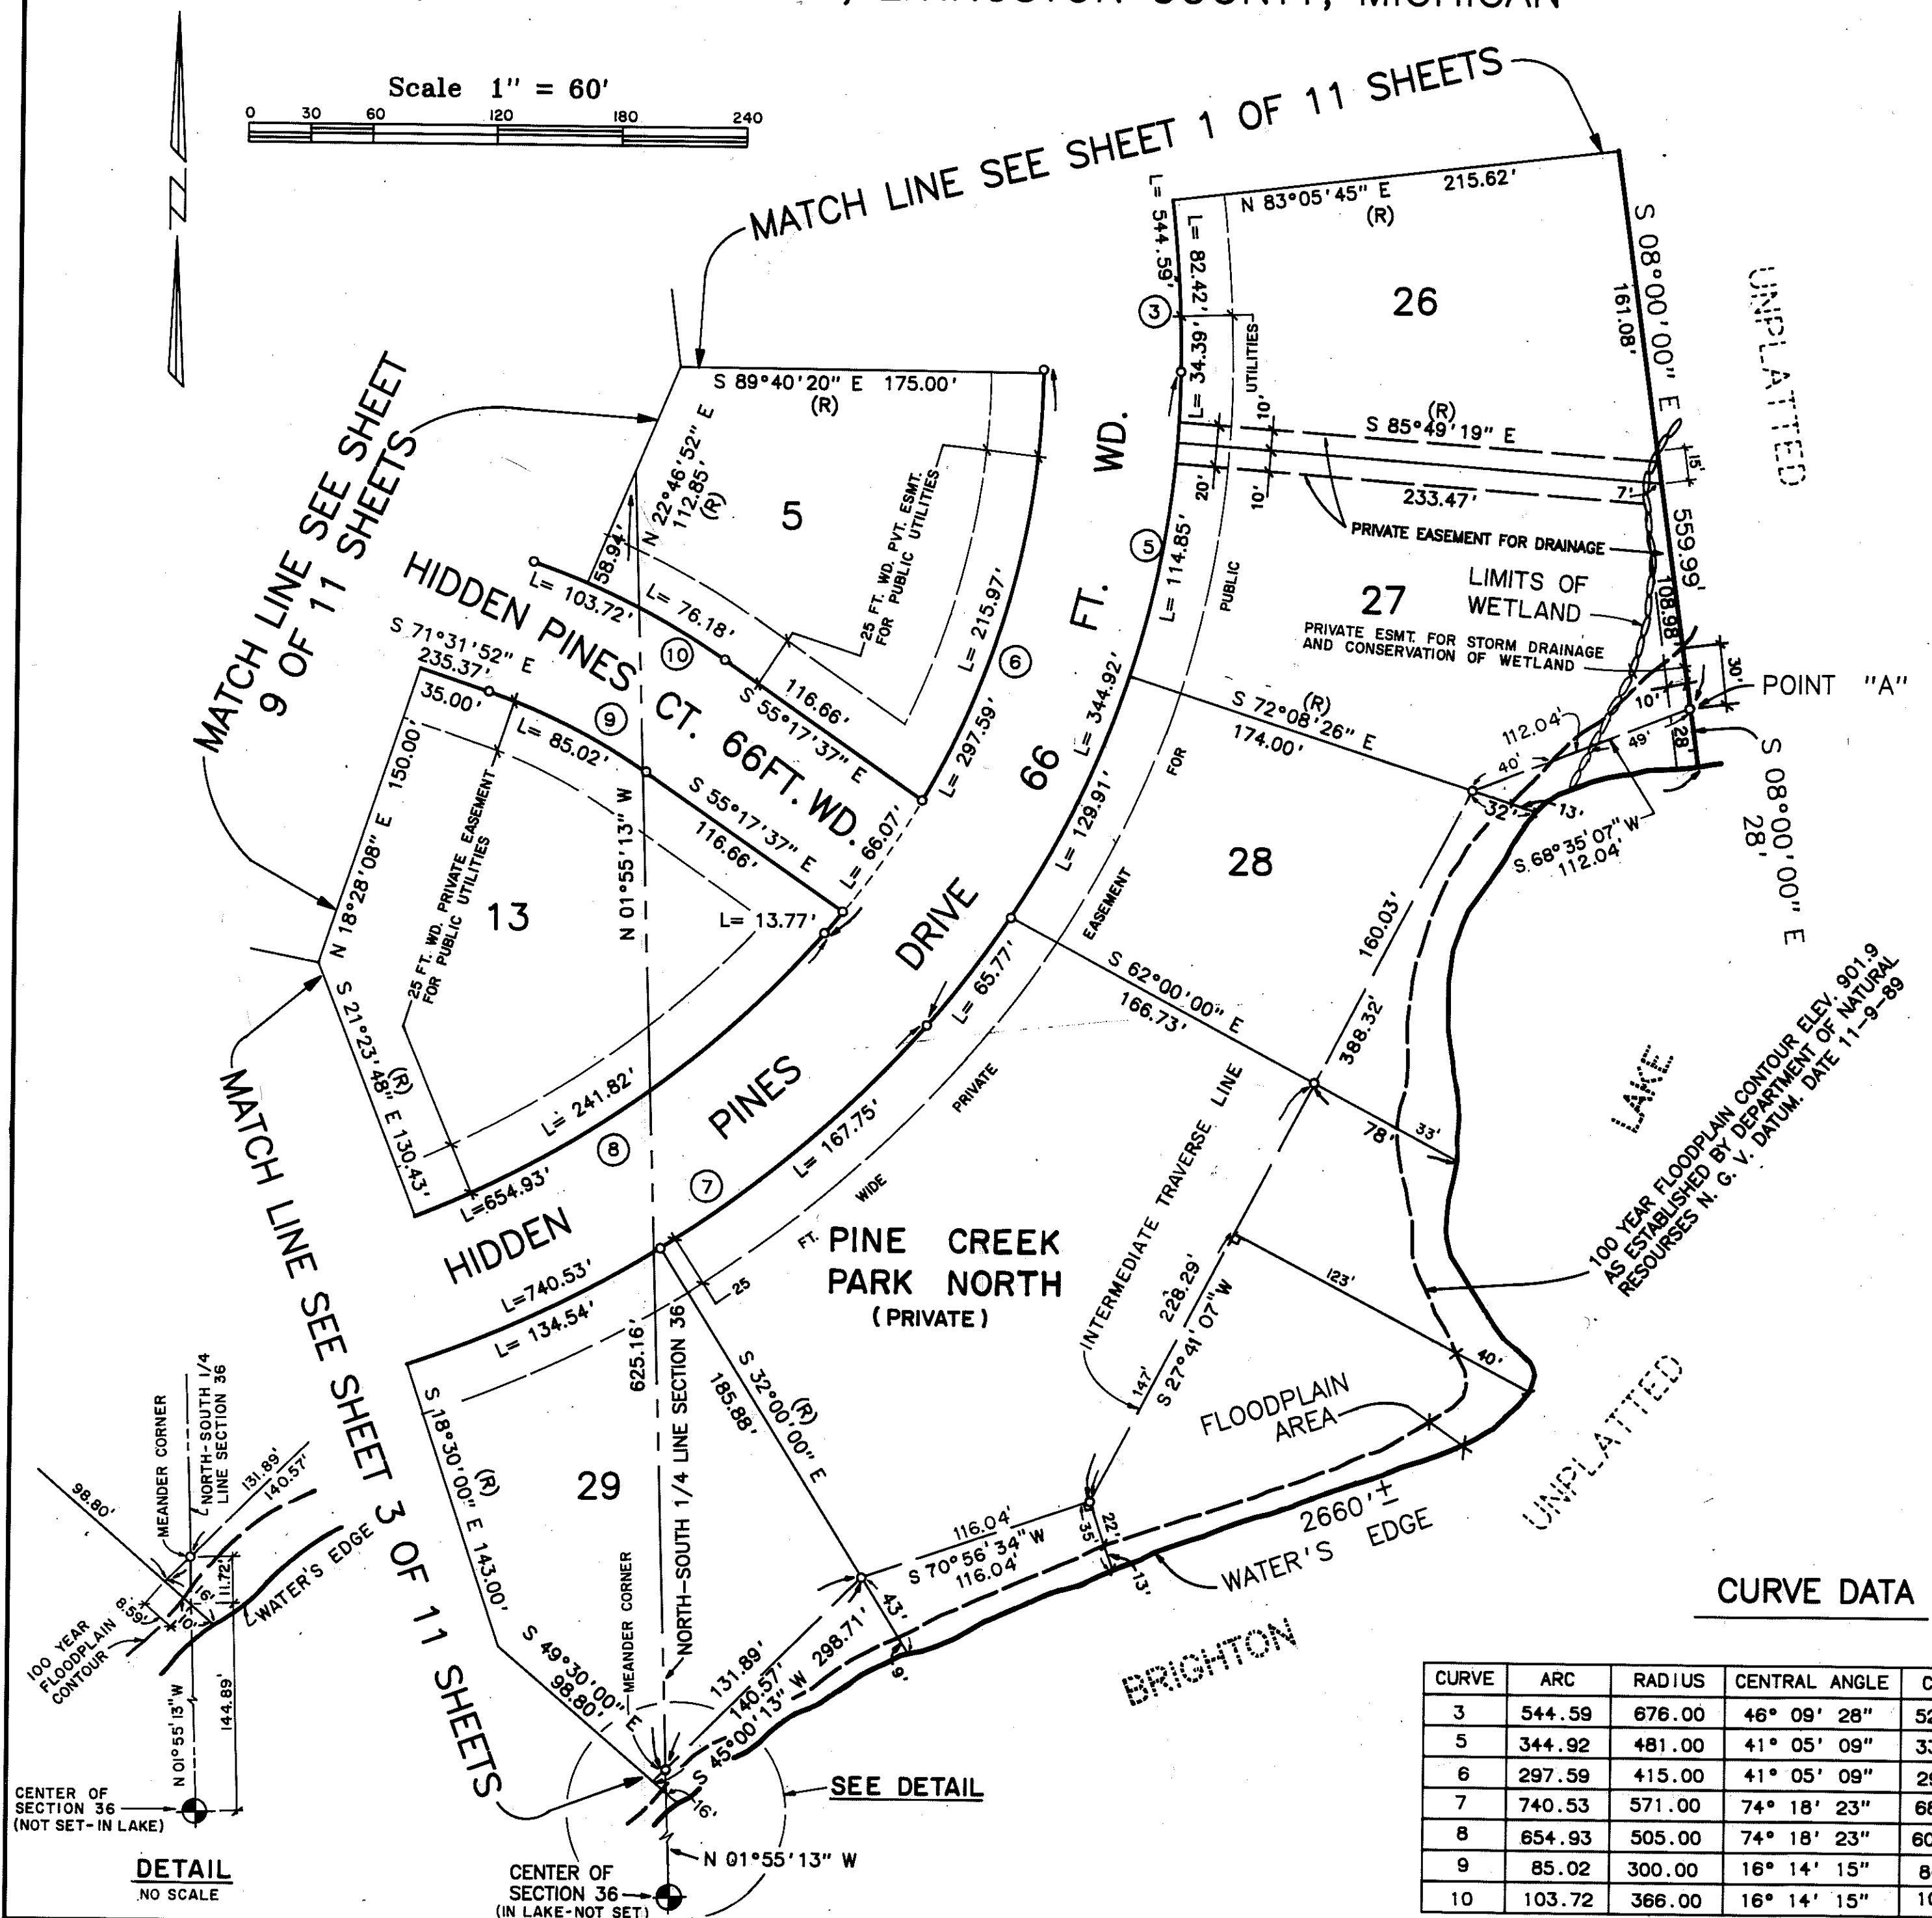 LIVINGSTON COUNTY, MICHIGAN
Scale 1" = 60'
0 30 60 120 180 240
N
MATCH LINE SEE SHEET 1 OF 11 SHEETS
N 83°05'45" E 215.62'
(R)
L= 544.59'
L= 82.42'
L= 34.39'
3
26
UTILITIES
S 08°00'00" E
161.08'
559.99'
UNPLATTED
MATCH LINE SEE SHEET
9 OF 11 SHEETS
S 89°40'20" E 175.00'
(R)
N 22°46'52" E
112.85'
(R)
58.94'
5
25 FT. WD. PVT. ESMT.
FOR PUBLIC UTILITIES
L= 215.97'
6
L= 297.59'
(R)
S 85°49'19" E
233.47'
10'
10'
20'
15'
7'
PRIVATE EASEMENT FOR DRAINAGE
5
L= 114.85'
L= 344.92'
27
LIMITS OF
WETLAND
PRIVATE ESMT. FOR STORM DRAINAGE
AND CONSERVATION OF WETLAND
108.98'
30'
10'
POINT "A"
112.04'
49'
40'
28'
32'
13'
S 68°35'07" W
112.04'
S 08°00'00" E
28'
HIDDEN PINES CT. 66FT. WD.
L= 103.72'
L= 76.18'
10
116.66'
S 55°17'37" E
S 71°31'52" E
235.37'
35.00'
9
L= 85.02'
S 55°17'37" E
116.66'
L= 66.07'
L= 13.77'
N 18°28'08" E 150.00'
25 FT. WD. PRIVATE EASEMENT
FOR PUBLIC UTILITIES
13
N 01°55'13" W
S 21°23'48" E 130.43'
(R)
L= 241.82'
8
L=654.93'
HIDDEN PINES DRIVE 66 FT. WD.
(R)
S 72°08'26" E
174.00'
L= 129.91'
28
160.03'
388.32'
S 62°00'00" E
166.73'
L= 65.77'
L= 167.75'
7
25 FT. WIDE PRIVATE EASEMENT FOR PUBLIC
78'
33'
LAKE
100 YEAR FLOODPLAIN CONTOUR ELEV. 901.9
AS ESTABLISHED BY DEPARTMENT OF NATURAL
RESOURSES N. G. V. DATUM. DATE 11-9-89
MATCH LINE SEE SHEET 3 OF 11 SHEETS
L=740.53'
L= 134.54'
PINE CREEK
PARK NORTH
(PRIVATE)
INTERMEDIATE TRAVERSE LINE
228.29'
S 27°41'07" W
147'
123'
40'
FLOODPLAIN
AREA
UNPLATTED
625.16'
NORTH-SOUTH 1/4 LINE SECTION 36
(R)
S 32°00'00" E
185.88'
(R)
S 18°30'00" E 143.00'
29
S 49°30'00" E
98.80'
MEANDER CORNER
116.04'
S 70°56'34" W
116.04'
22'
35'
13'
43'
9'
2660'±
WATER'S EDGE
BRIGHTON
131.89'
140.57'
S 45°00'13" W 298.71'
16'
SEE DETAIL
N 01°55'13" W
CENTER OF
SECTION 36
(IN LAKE-NOT SET)
98.80'
MEANDER CORNER
NORTH-SOUTH 1/4
LINE SECTION 36
131.89'
140.57'
WATER'S EDGE
11.72'
16'
10'
8.59'
100 YEAR
FLOODPLAIN
CONTOUR
N 01°55'13" W
144.89'
CENTER OF
SECTION 36
(NOT SET-IN LAKE)
DETAIL
NO SCALE
CURVE DATA
CURVE ARC RADIUS CENTRAL ANGLE C
3 544.59 676.00 46° 09' 28" 52
5 344.92 481.00 41° 05' 09" 33
6 297.59 415.00 41° 05' 09" 29
7 740.53 571.00 74° 18' 23" 68
8 654.93 505.00 74° 18' 23" 60
9 85.02 300.00 16° 14' 15" 8
10 103.72 366.00 16° 14' 15" 10